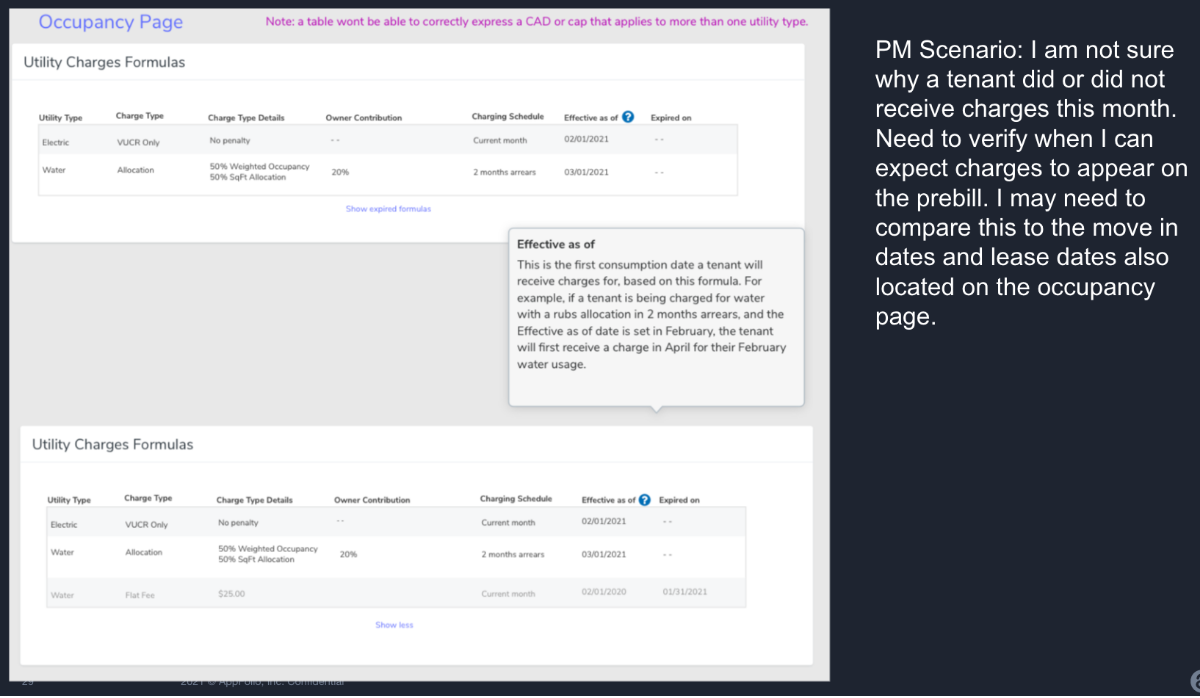 Occupancy Page
Note: a table wont be able to correctly express a CAD or cap that applies to more than one utility type.
Utility Charges Formulas
Utility Type Charge Type Charge Type Details Owner Contribution Charging Schedule Effective as of ? Expired on
Electric VUCR Only No penalty -- Current month 02/01/2021 --
Water Allocation 50% Weighted Occupancy 20% 2 months arrears 03/01/2021 --
50% SqFt Allocation
Show expired formulas
Effective as of
This is the first consumption date a tenant will
receive charges for, based on this formula. For
example, if a tenant is being charged for water
with a rubs allocation in 2 months arrears, and the
Effective as of date is set in February, the tenant
will first receive a charge in April for their February
water usage.
Utility Charges Formulas
Utility Type Charge Type Charge Type Details Owner Contribution Charging Schedule Effective as of ? Expired on
Electric VUCR Only No penalty -- Current month 02/01/2021 --
Water Allocation 50% Weighted Occupancy 20% 2 months arrears 03/01/2021 --
50% SqFt Allocation
Water Flat Fee $25.00 Current month 02/01/2020 01/31/2021
Show less
PM Scenario: I am not sure
why a tenant did or did not
receive charges this month.
Need to verify when I can
expect charges to appear on
the prebill. I may need to
compare this to the move in
dates and lease dates also
located on the occupancy
page.
29
2021 © AppFolio, Inc. Confidential